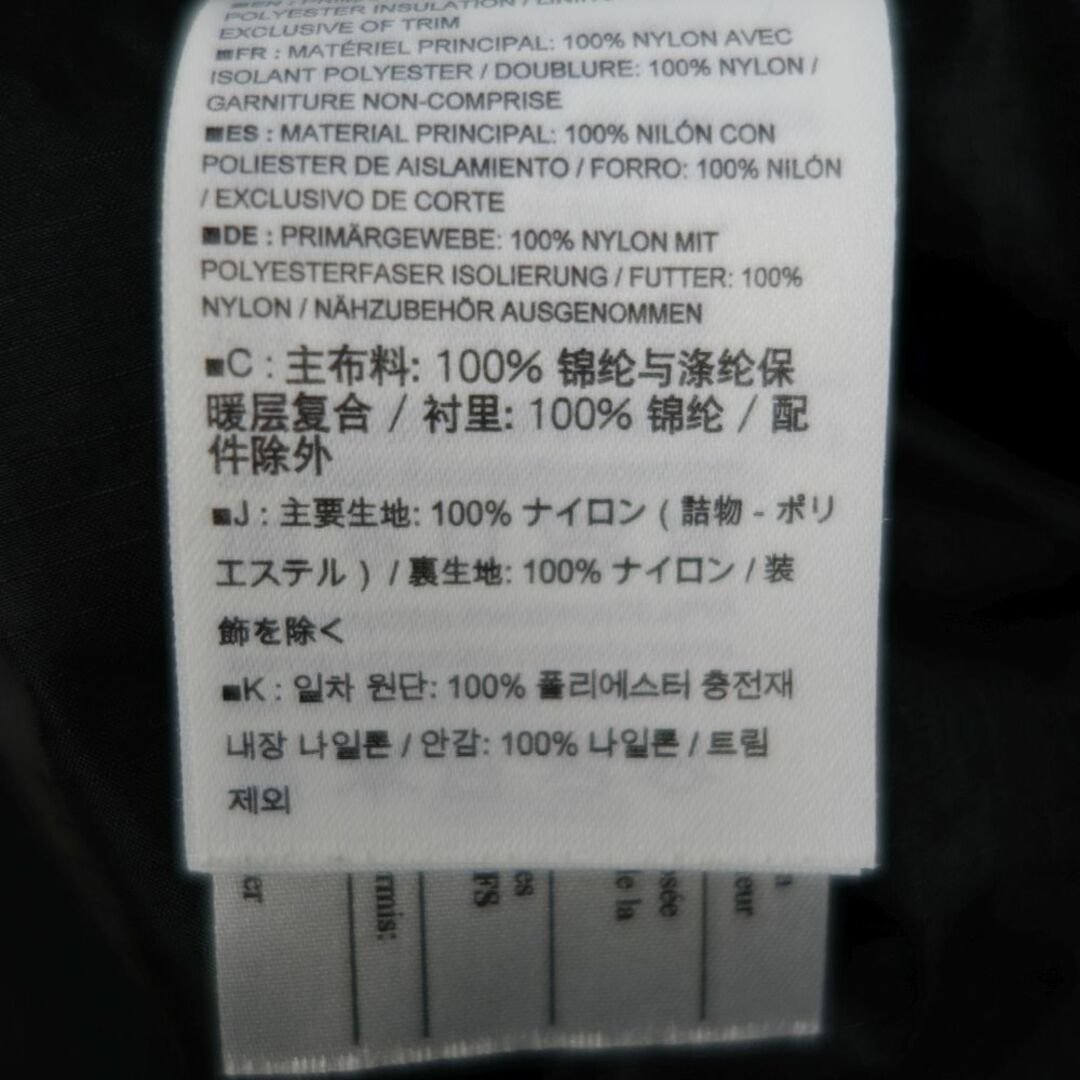 POLYESTER INSULATION /
EXCLUSIVE OF TRIM
■FR : MATÉRIEL PRINCIPAL: 100% NYLON AVEC
ISOLANT POLYESTER / DOUBLURE: 100% NYLON /
GARNITURE NON-COMPRISE
■ES : MATERIAL PRINCIPAL: 100% NILÓN CON
POLIESTER DE AISLAMIENTO / FORRO: 100% NILÓN
/ EXCLUSIVO DE CORTE
■DE : PRIMÄRGEWEBE: 100% NYLON MIT
POLYESTERFASER ISOLIERUNG / FUTTER: 100%
NYLON / NÄHZUBEHÖR AUSGENOMMEN
■C : 主布料: 100% 锦纶与涤纶保
暖层复合 / 衬里: 100% 锦纶 / 配
件除外
■J : 主要生地: 100% ナイロン ( 詰物 - ポリ
エステル ) / 裏生地: 100% ナイロン / 装
飾を除く
■K : 일차 원단: 100% 폴리에스터 충전재
내장 나일론 / 안감: 100% 나일론 / 트림
제외